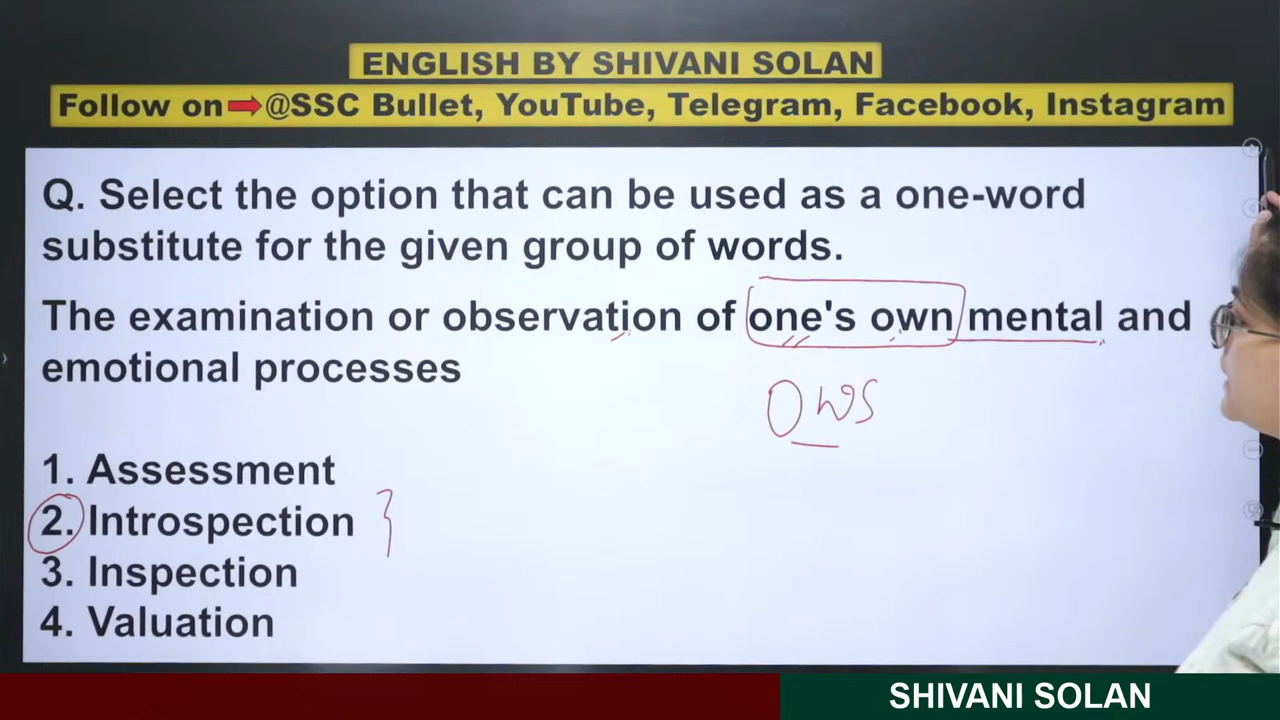 ENGLISH BY SHIVANI SOLAN
Follow on➡@SSC Bullet, YouTube, Telegram, Facebook, Instagram
Q. Select the option that can be used as a one-word
substitute for the given group of words.
The examination or observation of one's own mental and
emotional processes
OWS
1. Assessment
2. Introspection
3. Inspection
4. Valuation
SHIVANI SOLAN